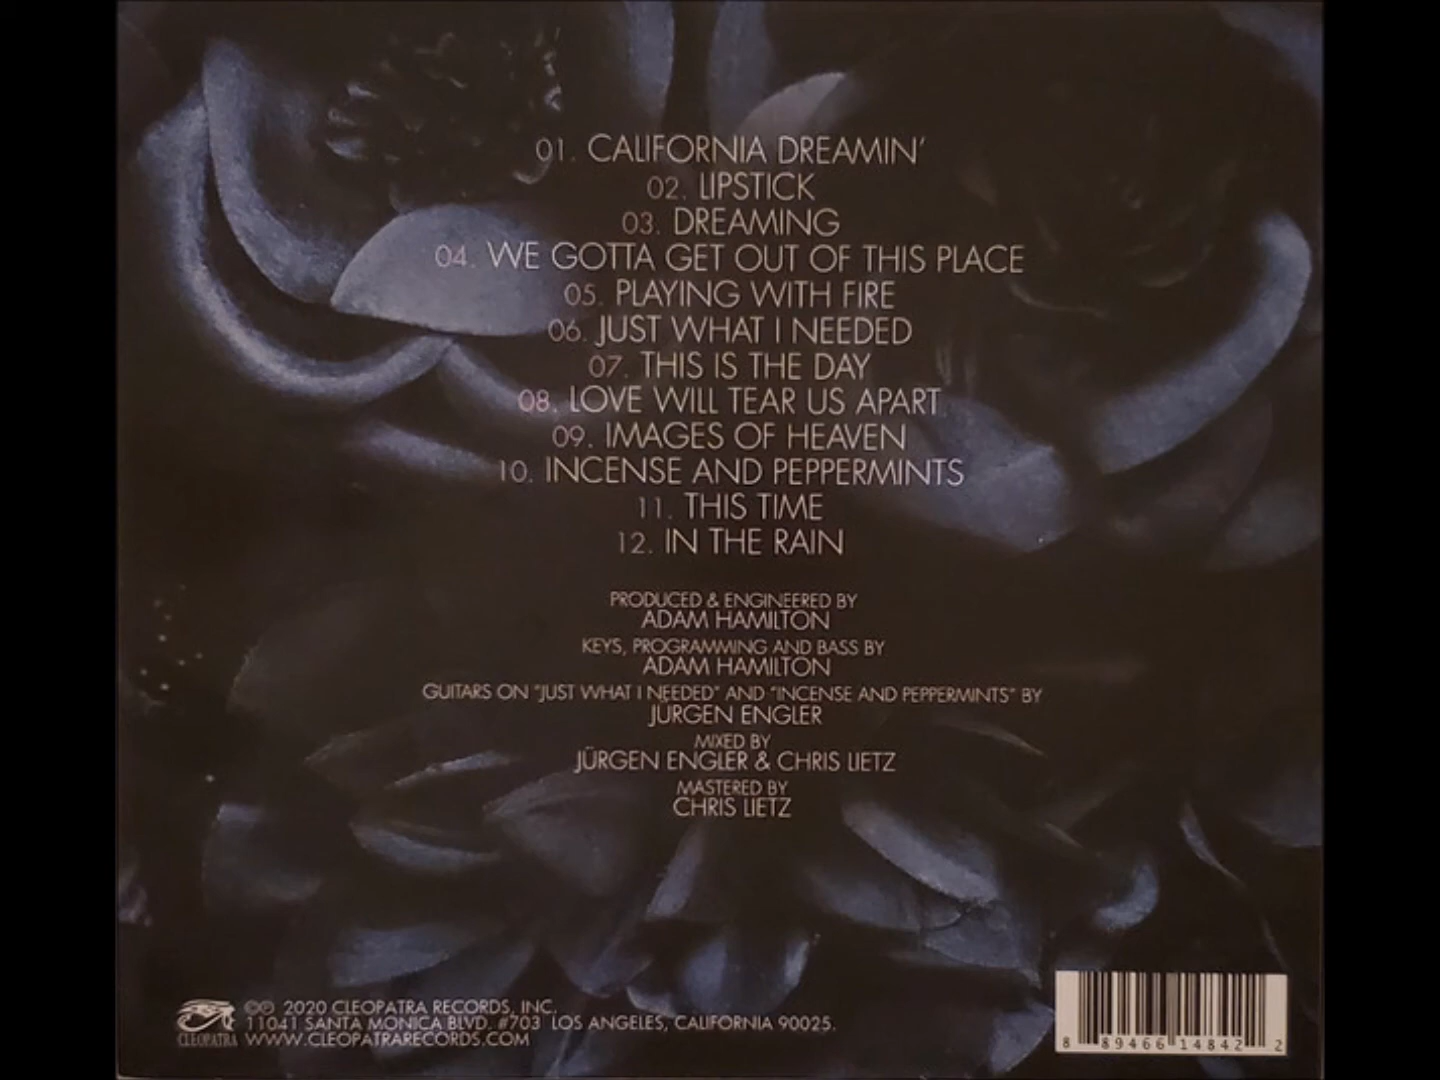 01. CALIFORNIA DREAMIN'
02. LIPSTICK
03. DREAMING
04. WE GOTTA GET OUT OF THIS PLACE
05. PLAYING WITH FIRE
06. JUST WHAT I NEEDED
07. THIS IS THE DAY
08. LOVE WILL TEAR US APART
09. IMAGES OF HEAVEN
10. INCENSE AND PEPPERMINTS
11. THIS TIME
12. IN THE RAIN
PRODUCED & ENGINEERED BY
ADAM HAMILTON
KEYS, PROGRAMMING AND BASS BY
ADAM HAMILTON
GUITARS ON "JUST WHAT I NEEDED" AND "INCENSE AND PEPPERMINTS" BY
JÜRGEN ENGLER
MIXED BY
JÜRGEN ENGLER & CHRIS LIETZ
MASTERED BY
CHRIS LIETZ
©℗ 2020 CLEOPATRA RECORDS, INC.
11041 SANTA MONICA BLVD. #703 LOS ANGELES, CALIFORNIA 90025.
CLEOPATRA WWW.CLEOPATRARECORDS.COM
8 89466 14842 2